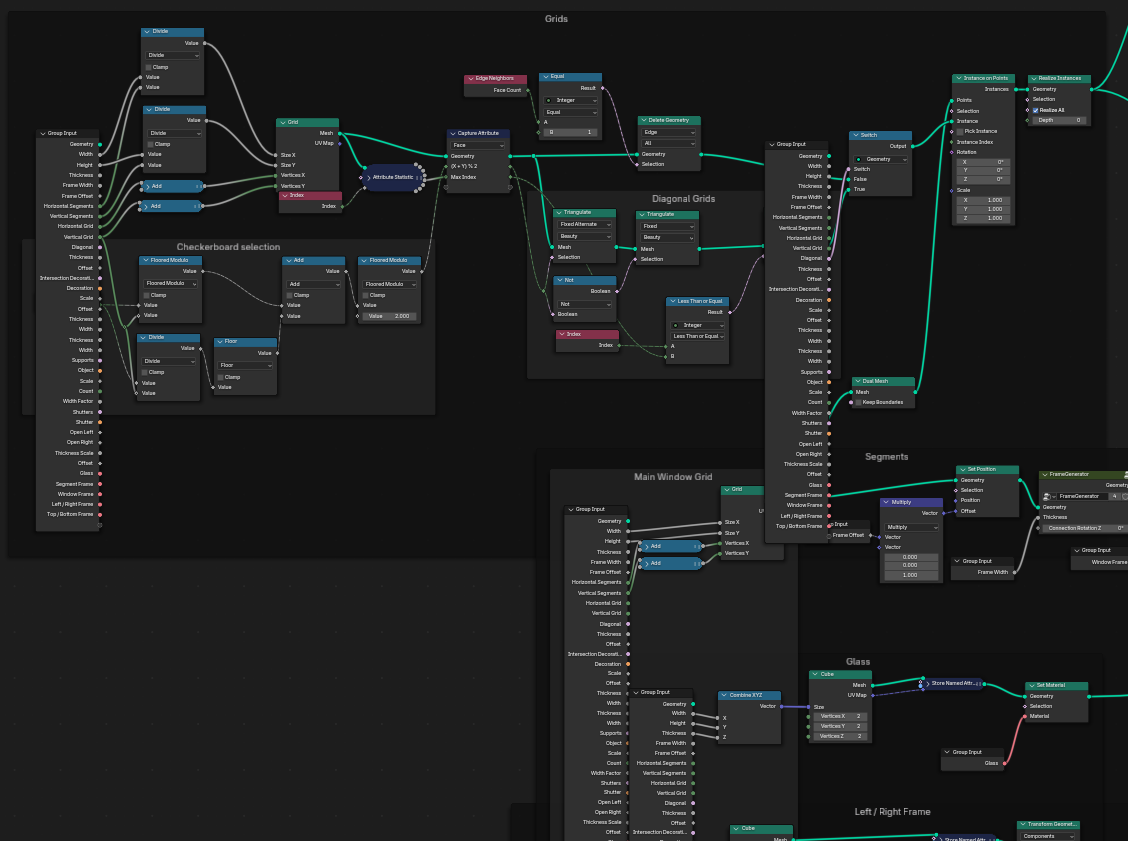 Grids
Divide
Value
Divide
Clamp
Value
Value
Divide
Value
Divide
Clamp
Value
Value
Add
Add
Group Input
Geometry
Width
Height
Thickness
Frame Width
Frame Offset
Horizontal Segments
Vertical Segments
Horizontal Grid
Vertical Grid
Diagonal
Thickness
Offset
Intersection Decorati...
Decoration
Scale
Offset
Thickness
Width
Thickness
Width
Supports
Object
Scale
Count
Width Factor
Shutters
Shutter
Open Left
Open Right
Thickness Scale
Offset
Glass
Segment Frame
Window Frame
Left / Right Frame
Top / Bottom Frame
Grid
Mesh
UV Map
Size X
Size Y
Vertices X
Vertices Y
Index
Index
Attribute Statistic
Capture Attribute
Face
Geometry
(X + Y) % 2
Max Index
Edge Neighbors
Face Count
Equal
Result
Integer
Equal
A
B 1
Delete Geometry
Edge
All
Geometry
Selection
Checkerboard selection
Floored Modulo
Value
Floored Modulo
Clamp
Value
Value
Divide
Value
Divide
Clamp
Value
Value
Floor
Value
Floor
Clamp
Value
Add
Value
Add
Clamp
Value
Value
Floored Modulo
Value
Floored Modulo
Clamp
Value
Value 2.000
Diagonal Grids
Triangulate
Fixed Alternate
Beauty
Mesh
Selection
Triangulate
Fixed
Beauty
Mesh
Selection
Not
Boolean
Not
Boolean
Index
Index
Less Than or Equal
Result
Integer
Less Than or Equal
A
B
Group Input
Geometry
Width
Height
Thickness
Frame Width
Frame Offset
Horizontal Segments
Vertical Segments
Horizontal Grid
Vertical Grid
Diagonal
Thickness
Offset
Intersection Decorati...
Decoration
Scale
Offset
Thickness
Width
Thickness
Width
Supports
Object
Scale
Count
Width Factor
Shutters
Shutter
Open Left
Open Right
Thickness Scale
Offset
Glass
Segment Frame
Window Frame
Left / Right Frame
Top / Bottom Frame
Switch
Output
Geometry
Switch
False
True
Dual Mesh
Mesh
Keep Boundaries
Instance on Points
Instances
Points
Selection
Instance
Pick Instance
Instance Index
Rotation
X 0°
Y 0°
Z 0°
Scale
X 1.000
Y 1.000
Z 1.000
Realize Instances
Geometry
Selection
Realize All
Depth 0
Segments
Set Position
Geometry
Selection
Position
Offset
FrameGenerator
Geometry
FrameGenerator 4
Geometry
Thickness
Connection Rotation Z 0°
Multiply
Vector
Multiply
Vector
Vector
0.000
0.000
1.000
Input
Frame Offset
Group Input
Frame Width
Group Input
Window Frame
Main Window Grid
Grid
Size X
Size Y
Vertices X
Vertices Y
Add
Add
Group Input
Geometry
Width
Height
Thickness
Frame Width
Frame Offset
Horizontal Segments
Vertical Segments
Horizontal Grid
Vertical Grid
Diagonal
Thickness
Offset
Intersection Decorati...
Decoration
Scale
Offset
Thickness
Width
Thickness
Width
Supports
Object
Scale
Count
Width Factor
Shutters
Shutter
Open Left
Open Right
Thickness Scale
Offset
Group Input
Geometry
Width
Height
Thickness
Frame Width
Frame Offset
Horizontal Segments
Vertical Segments
Horizontal Grid
Vertical Grid
Diagonal
Thickness
Offset
Intersection Decorati...
Combine XYZ
Vector
X
Y
Z
Glass
Cube
Mesh
UV Map
Size
Vertices X 2
Vertices Y 2
Vertices Z 2
Store Named Attr...
Set Material
Geometry
Selection
Material
Group Input
Glass
Left / Right Frame
Cube
Mesh
Store Named Attr...
Transform Geomet...
Components